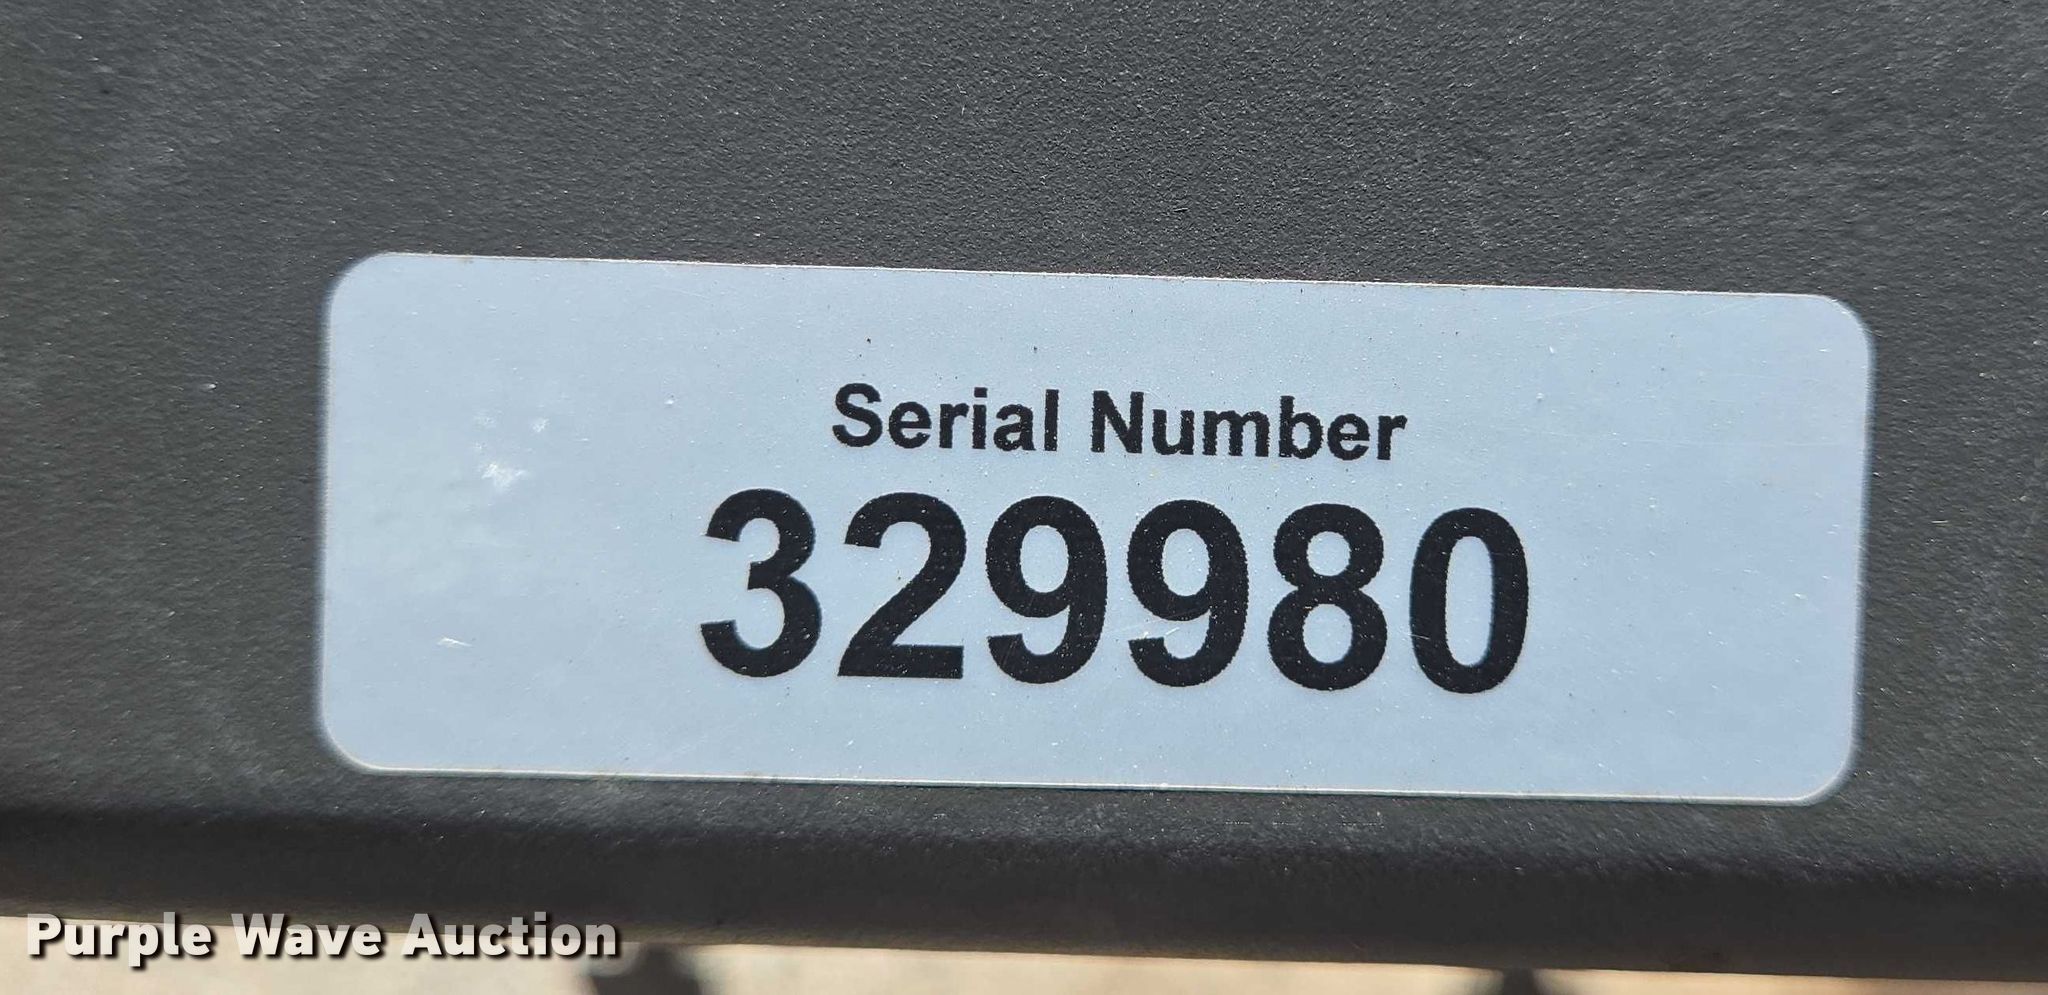 Serial Number
329980
Purple Wave Auction